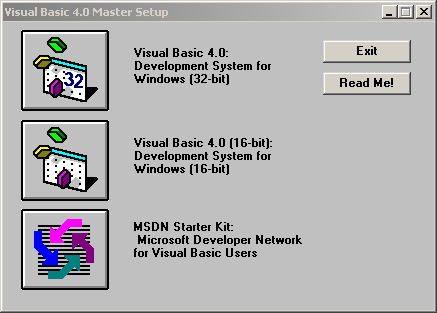 Visual Basic 4.0 Master Setup
Visual Basic 4.0:
Development System for
Windows (32-bit)
32
Exit
Read Me!
Visual Basic 4.0 (16-bit):
Development System for
Windows (16-bit)
MSDN Starter Kit:
Microsoft Developer Network
for Visual Basic Users